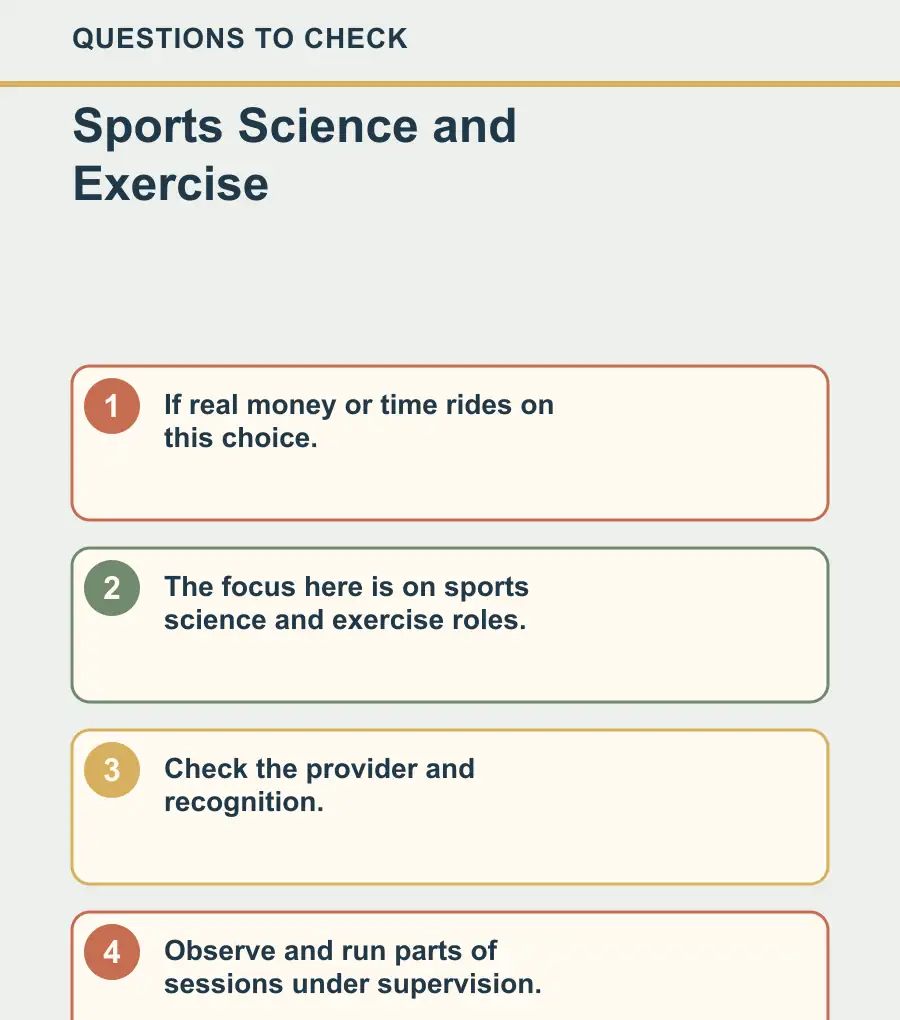 QUESTIONS TO CHECK
Sports Science and
Exercise
1
If real money or time rides on
this choice.
2
The focus here is on sports
science and exercise roles.
3
Check the provider and
recognition.
4
Observe and run parts of
sessions under supervision.